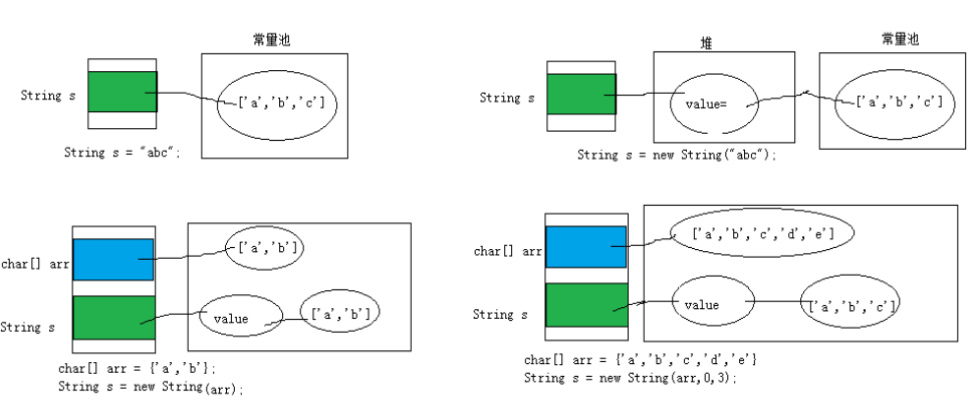 常量池
String s
['a','b','c']
String s = "abc";
堆
常量池
String s
value=
['a','b','c']
String s = new String("abc");
char[] arr
['a','b']
String s
value
['a','b']
char[] arr = {'a','b'};
String s = new String(arr);
char[] arr
['a','b','c','d','e']
String s
value
['a','b','c']
char[] arr = {'a','b','c','d','e'}
String s = new String(arr,0,3);